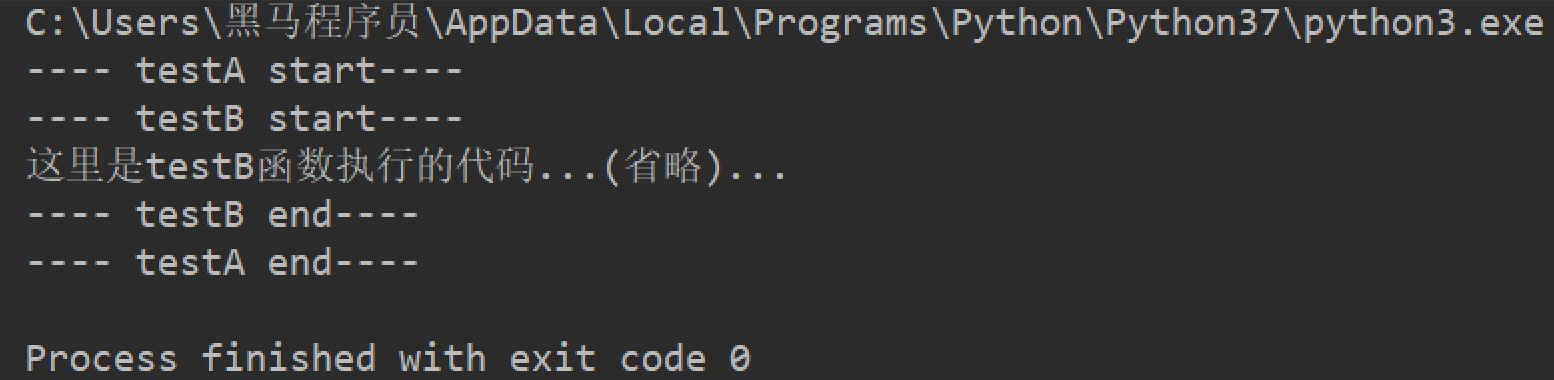 C:\Users\黑马程序员\AppData\Local\Programs\Python\Python37\python3.exe
---- testA start----
---- testB start----
这里是testB函数执行的代码...(省略)...
---- testB end----
---- testA end----
Process finished with exit code 0